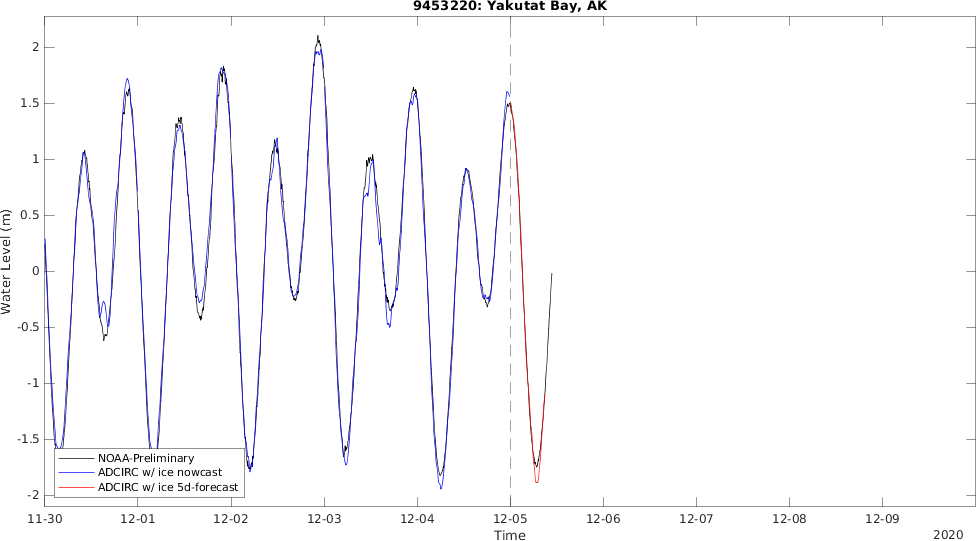 9453220: Yakutat Bay, AK
Water Level (m)
2
1.5
1
0.5
0
-0.5
-1
-1.5
-2
NOAA-Preliminary
ADCIRC w/ ice nowcast
ADCIRC w/ ice 5d-forecast
11-30 12-01 12-02 12-03 12-04 12-05 12-06 12-07 12-08 12-09
Time
2020